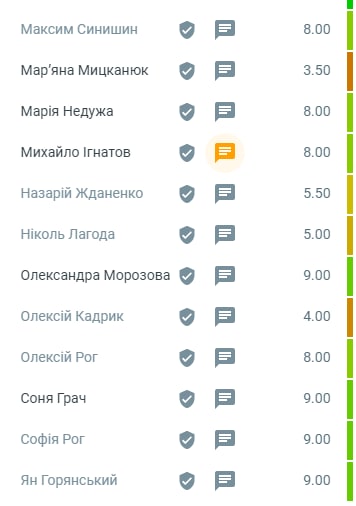 Максим Синишин 8.00
Мар’яна Мицканюк 3.50
Марія Недужа 8.00
Михайло Ігнатов 8.00
Назарій Жданенко 5.50
Ніколь Лагода 5.00
Олександра Морозова 9.00
Олексій Кадрик 4.00
Олексій Рог 8.00
Соня Грач 9.00
Софія Рог 9.00
Ян Горянський 9.00